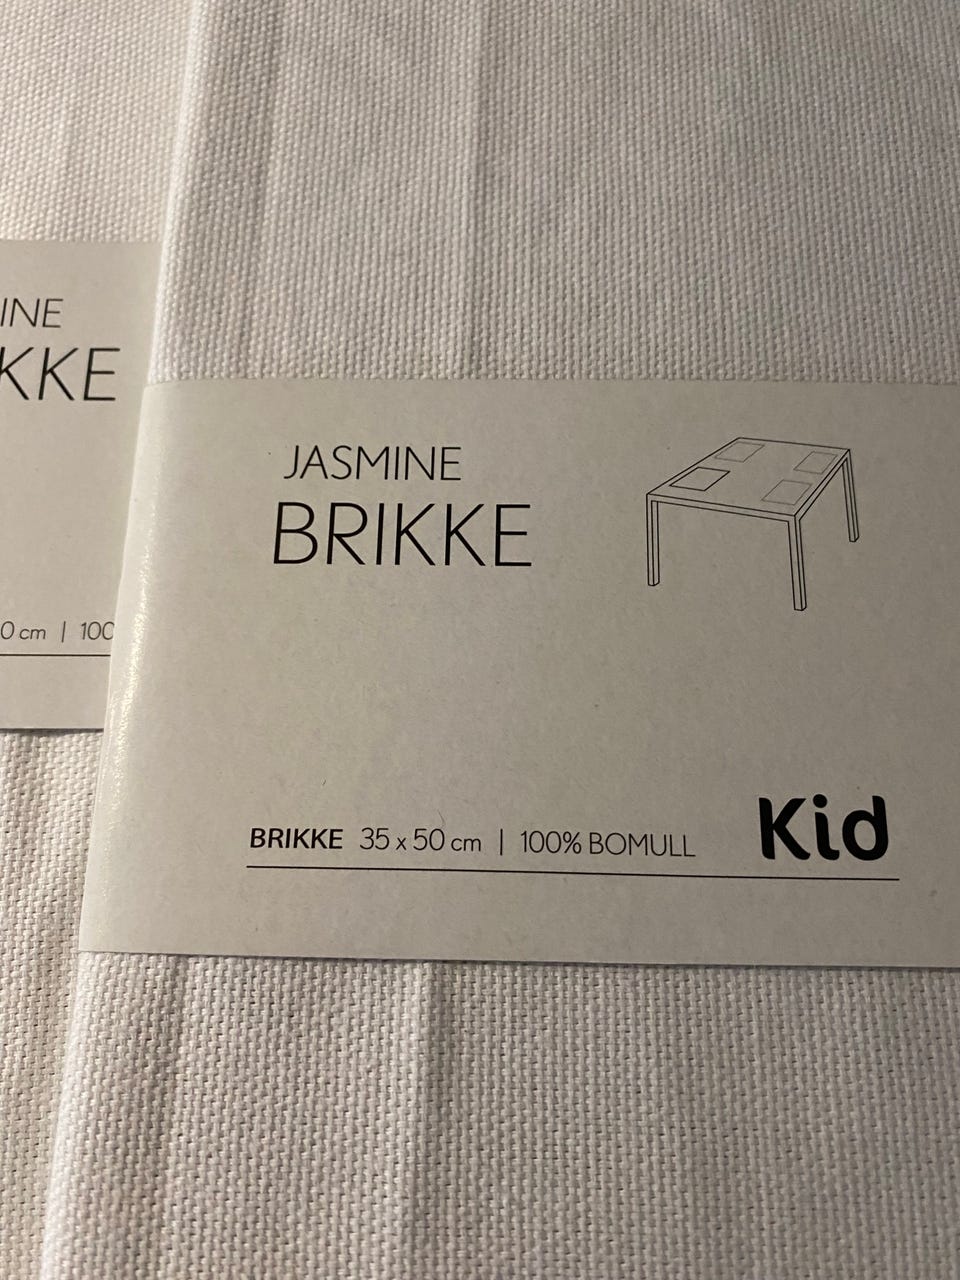 INE
KKE
0 cm | 100
JASMINE
BRIKKE
BRIKKE 35 x 50 cm | 100% BOMULL
Kid